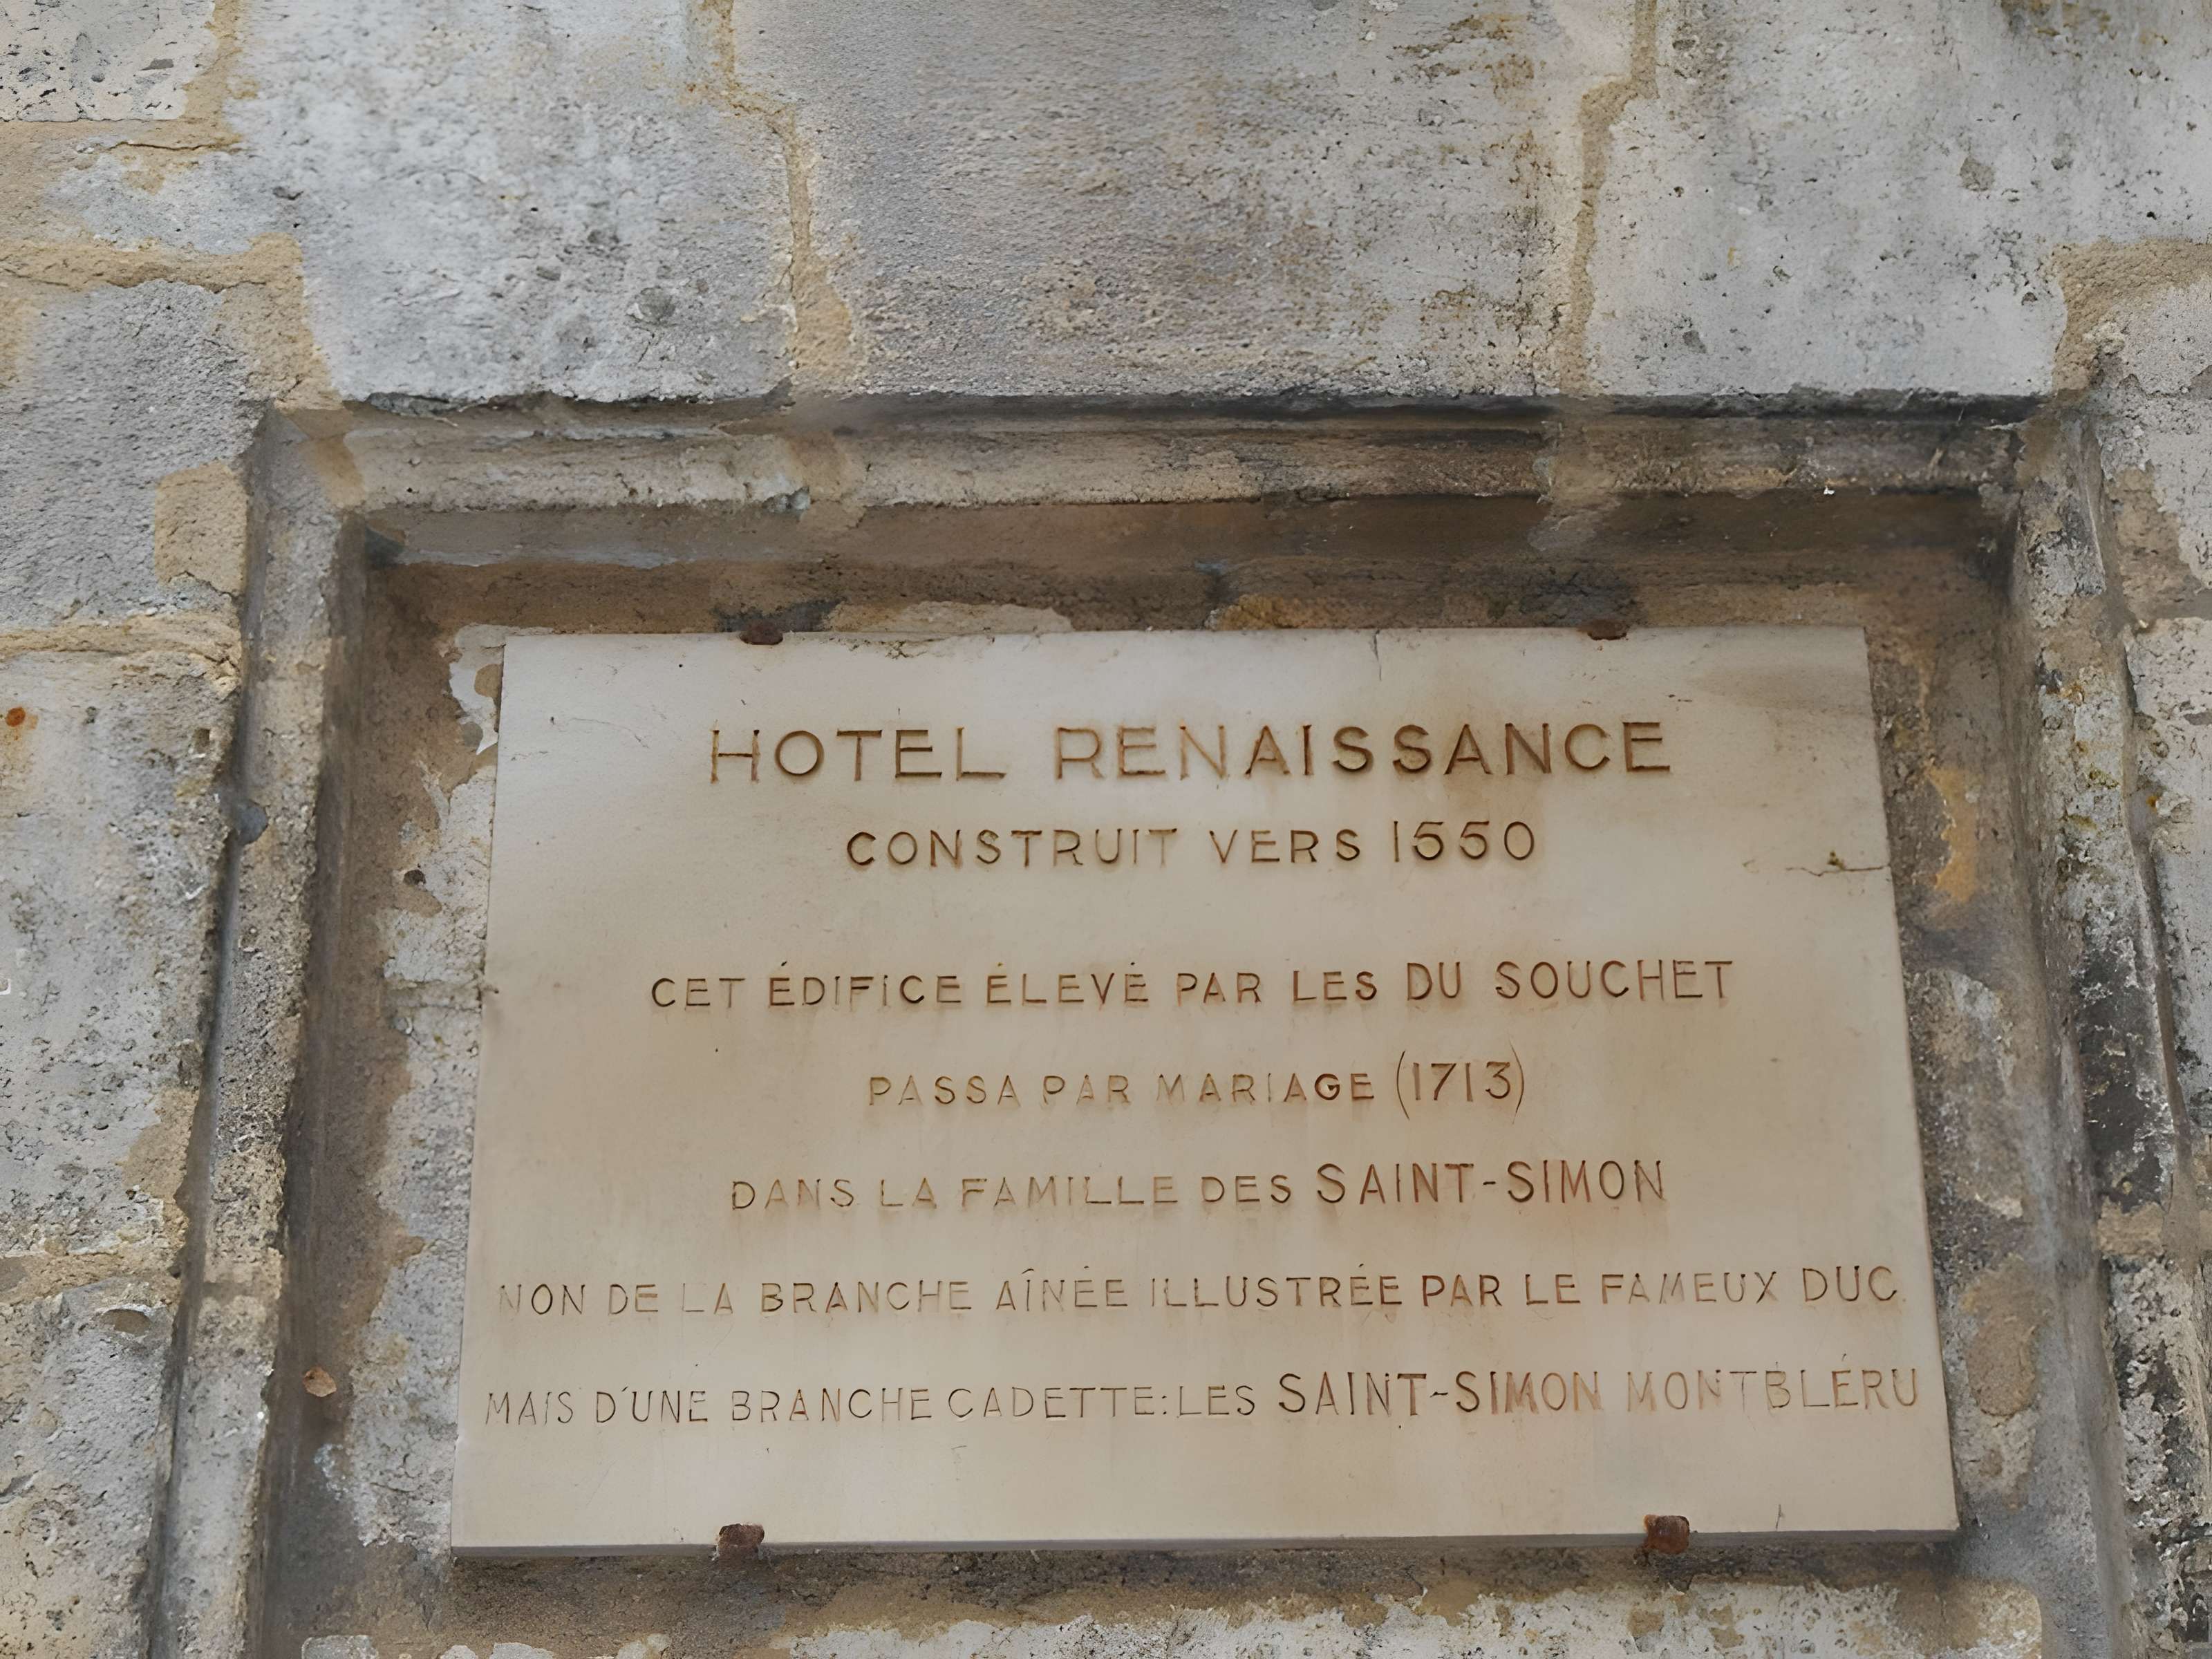 HOTEL RENAISSANCE
CONSTRUIT VERS 1550
CET ÉDIFICE ÉLEVÉ PAR LES DU SOUCHET
PASSA PAR MARIAGE (1713)
DANS LA FAMILLE DES SAINT-SIMON
NON DE LA BRANCHE AÎNÉE ILLUSTRÉE PAR LE FAMEUX DUC
MAIS D'UNE BRANCHE CADETTE: LES SAINT-SIMON MONTBLÉRU